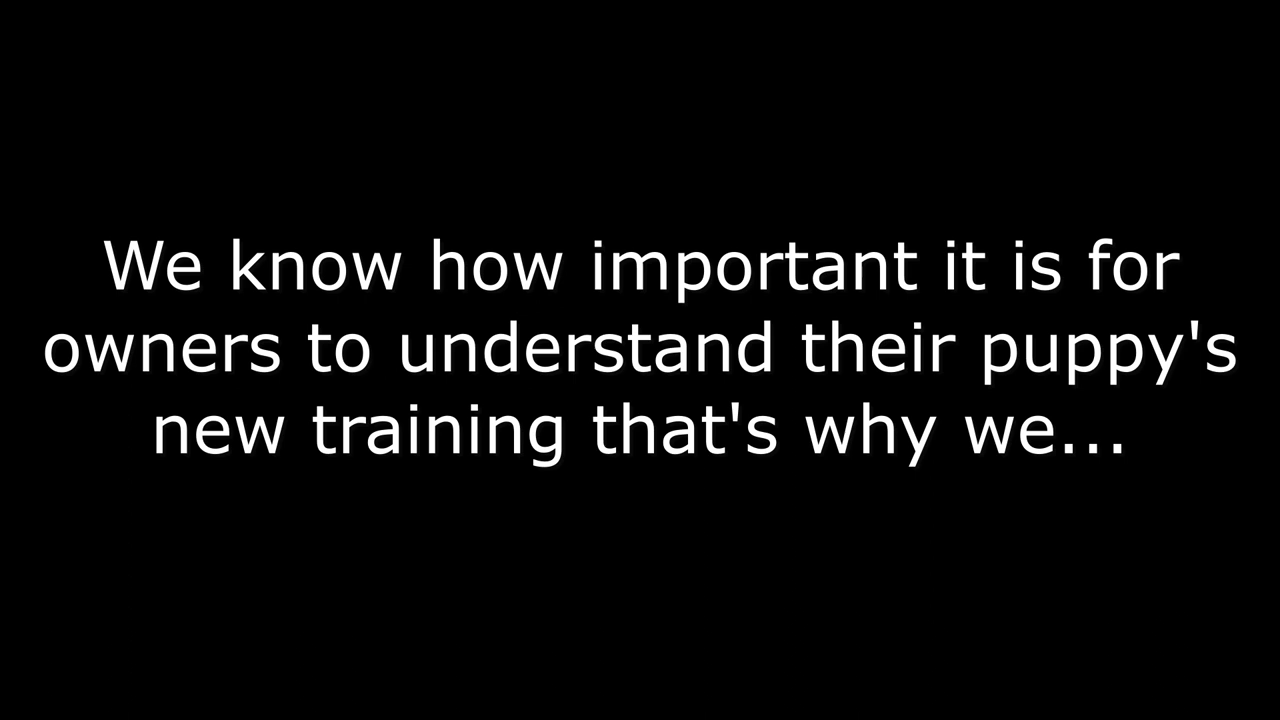 We know how important it is for
owners to understand their puppy's
new training that's why we...